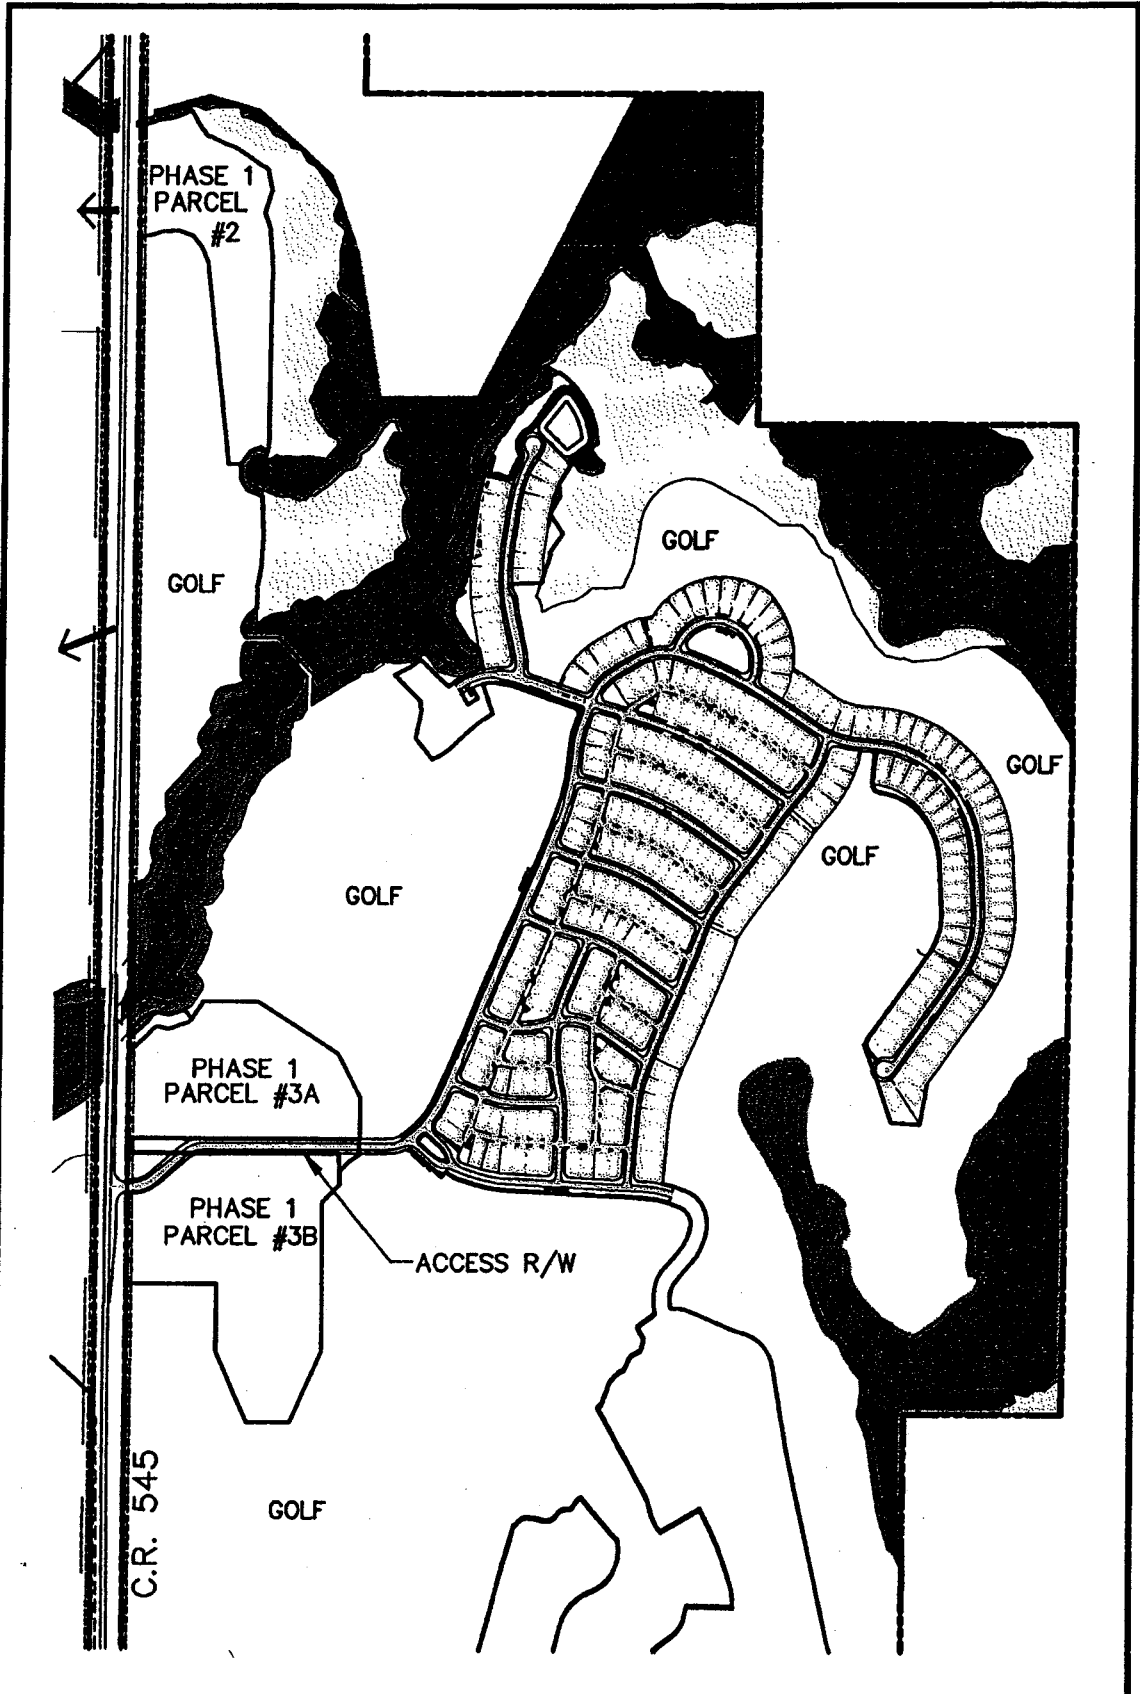 PHASE 1
PARCEL
#2
GOLF
GOLF
GOLF
GOLF
GOLF
PHASE 1
PARCEL #3A
PHASE 1
PARCEL #3B
ACCESS R/W
C.R. 545
GOLF